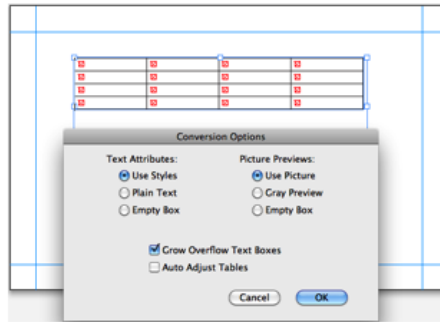 Conversion Options
Text Attributes: Picture Previews:
Use Styles Use Picture
Plain Text Gray Preview
Empty Box Empty Box
Grow Overflow Text Boxes
Auto Adjust Tables
Cancel OK